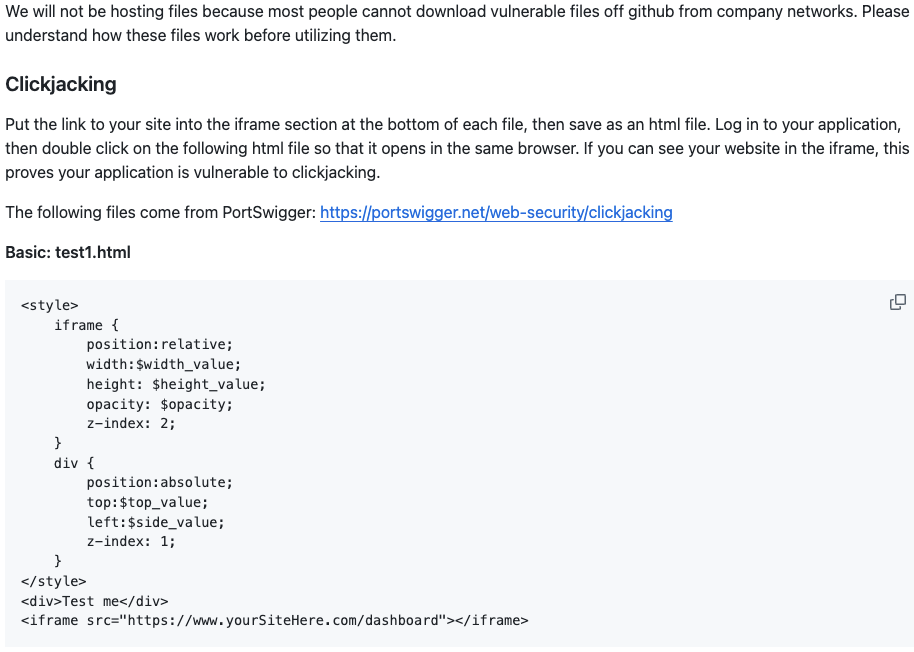 We will not be hosting files because most people cannot download vulnerable files off github from company networks. Please
understand how these files work before utilizing them.
Clickjacking
Put the link to your site into the iframe section at the bottom of each file, then save as an html file. Log in to your application,
then double click on the following html file so that it opens in the same browser. If you can see your website in the iframe, this
proves your application is vulnerable to clickjacking.
The following files come from PortSwigger: https://portswigger.net/web-security/clickjacking
Basic: test1.html
<style>
    iframe {
        position:relative;
        width:$width_value;
        height: $height_value;
        opacity: $opacity;
        z-index: 2;
    }
    div {
        position:absolute;
        top:$top_value;
        left:$side_value;
        z-index: 1;
    }
</style>
<div>Test me</div>
<iframe src="https://www.yourSiteHere.com/dashboard"></iframe>